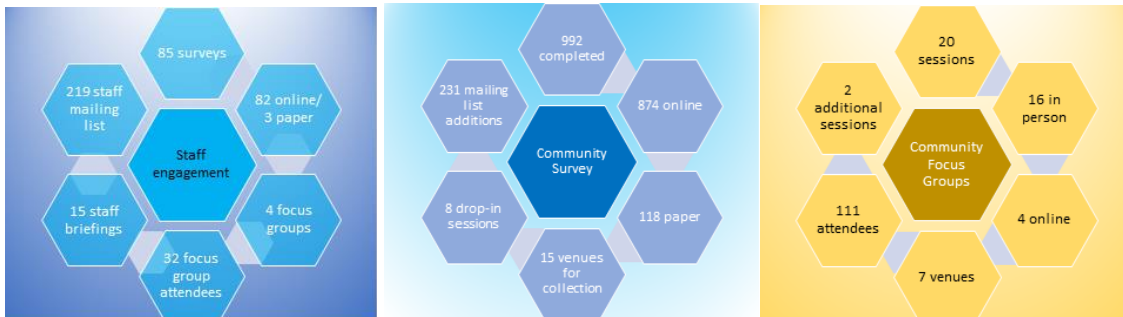 85 surveys
82 online/
3 paper
4 focus
groups
32 focus
group
attendees
15 staff
briefings
219 staff
mailing
list
Staff
engagement
992
completed
874 online
118 paper
15 venues for
collection
8 drop-in
sessions
231 mailing
list
additions
Community
Survey
20
sessions
16 in
person
4 online
7 venues
111
attendees
2
additional
sessions
Community
Focus
Groups